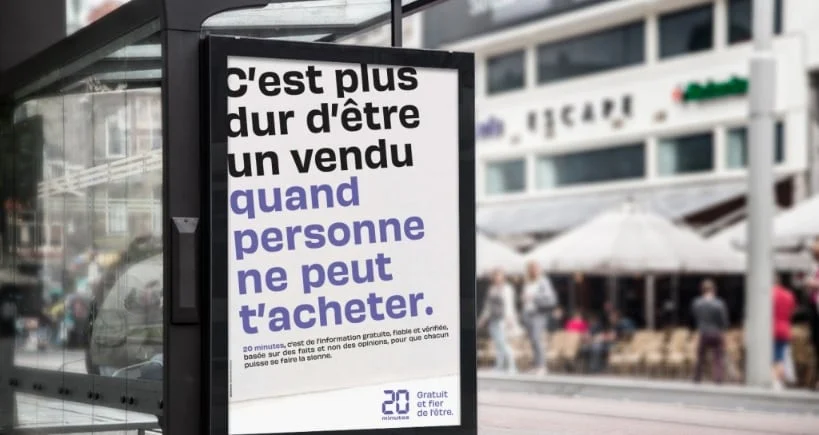 C'est plus
dur d'être
un vendu
quand
personne
ne peut
t'acheter.
20 minutes, c'est de l'information gratuite, fiable et vérifiée,
basée sur des faits et non des opinions, pour que chacun
puisse se faire la sienne.
20
minutes
Gratuit
et fier
de l'être.
ESCAPE